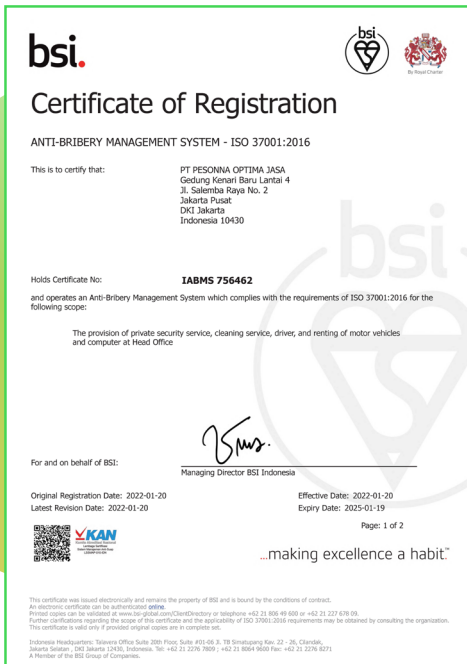 bsi.
bsi
By Royal Charter
Certificate of Registration
ANTI-BRIBERY MANAGEMENT SYSTEM - ISO 37001:2016
This is to certify that:
PT PESONNA OPTIMA JASA
Gedung Kenari Baru Lantai 4
Jl. Salemba Raya No. 2
Jakarta Pusat
DKI Jakarta
Indonesia 10430
bsi
Holds Certificate No:
IABMS 756462
and operates an Anti-Bribery Management System which complies with the requirements of ISO 37001:2016 for the
following scope:
The provision of private security service, cleaning service, driver, and renting of motor vehicles
and computer at Head Office
For and on behalf of BSI:
Managing Director BSI Indonesia
Original Registration Date: 2022-01-20
Effective Date: 2022-01-20
Latest Revision Date: 2022-01-20
Expiry Date: 2025-01-19
Page: 1 of 2
KAN
...making excellence a habit.™
This certificate was issued electronically and remains the property of BSI and is bound by the conditions of contract.
An electronic certificate can be authenticated online.
Printed copies can be validated at www.bsi-global.com/ClientDirectory or telephone +62 21 806 49 600 or +62 21 227 678 09.
Further clarifications regarding the scope of this certificate and the applicability of ISO 37001:2016 requirements may be obtained by consulting the organization.
This certificate is valid only if provided original copies are in complete set.
Indonesia Headquarters: Talavera Office Suite 20th Floor, Suite #01-06 Jl. TB Simatupang Kav. 22 - 26, Cilandak,
Jakarta Selatan , DKI Jakarta 12430, Indonesia. Tel: +62 21 2276 7809 ; +62 21 8064 9600 Fax: +62 21 2276 8271
A Member of the BSI Group of Companies.